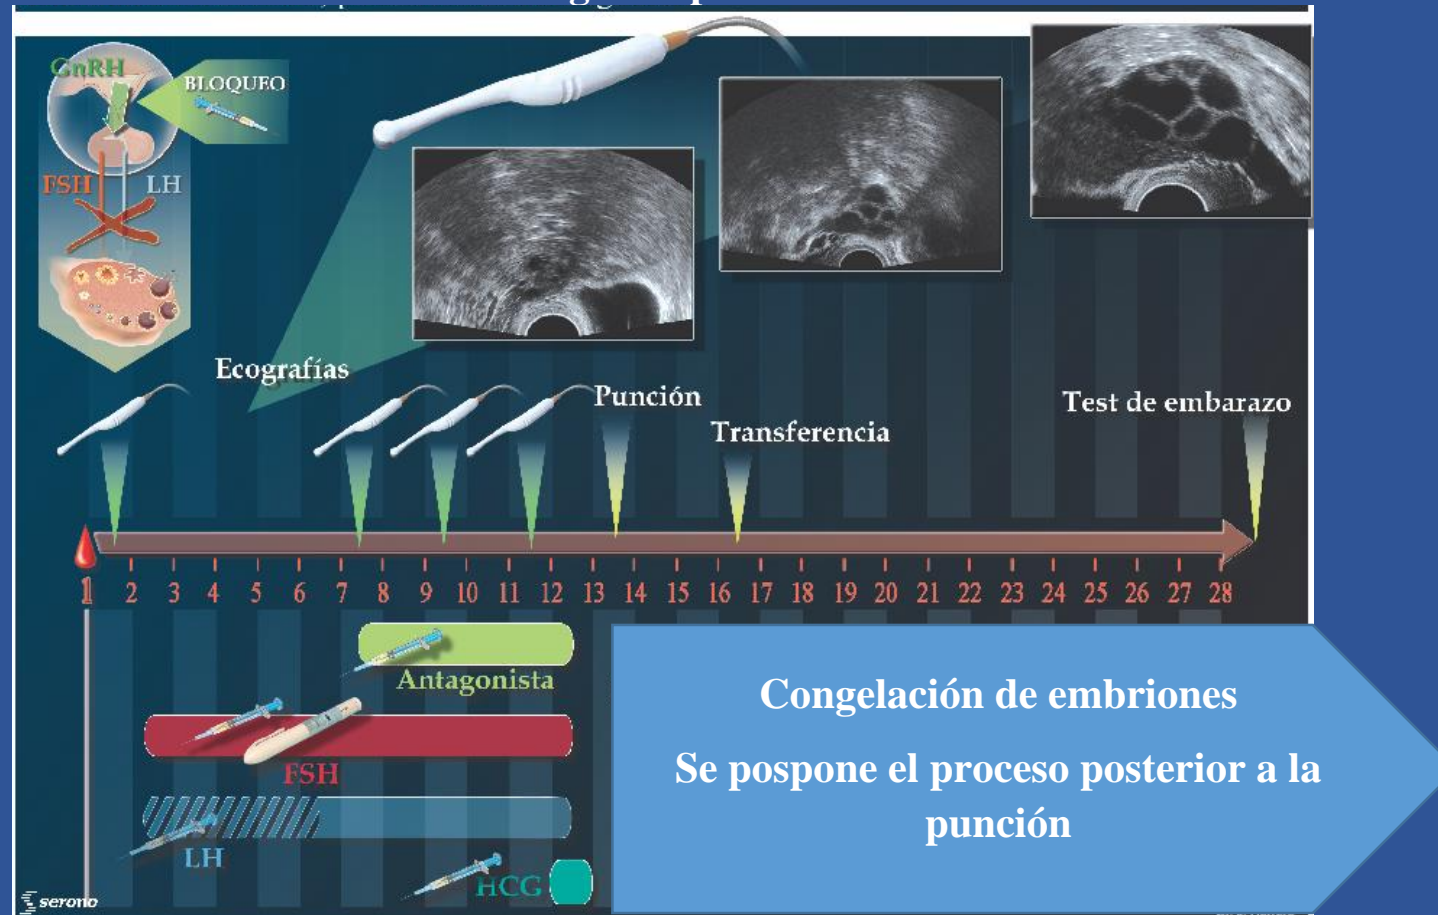 GnRH
BLOQUEO
FSH
LH
Ecografías
Punción
Transferencia
Test de embarazo
1 2 3 4 5 6 7 8 9 10 11 12 13 14 15 16 17 18 19 20 21 22 23 24 25 26 27 28
Antagonista
FSH
LH
HCG
Congelación de embriones
Se pospone el proceso posterior a la
punción
serono